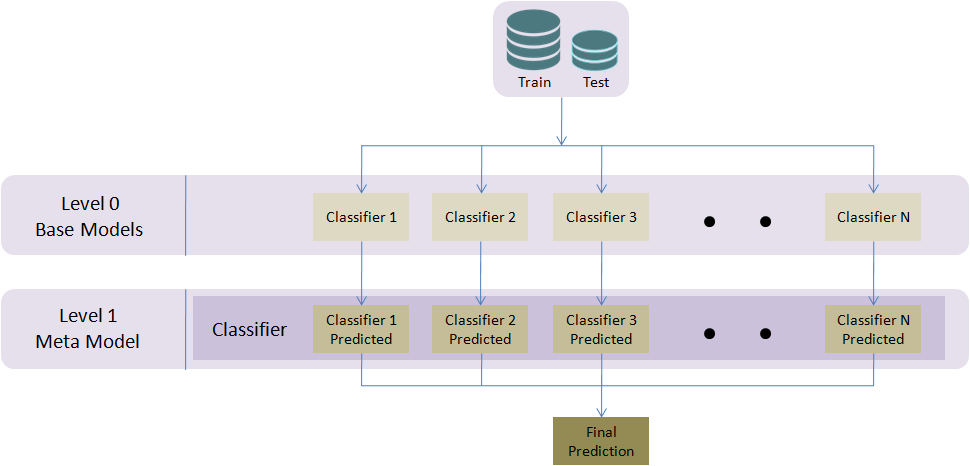 Train
Test
Level 0
Base Models
Classifier 1
Classifier 2
Classifier 3
Classifier N
Level 1
Meta Model
Classifier
Classifier 1
Predicted
Classifier 2
Predicted
Classifier 3
Predicted
Classifier N
Predicted
Final
Prediction